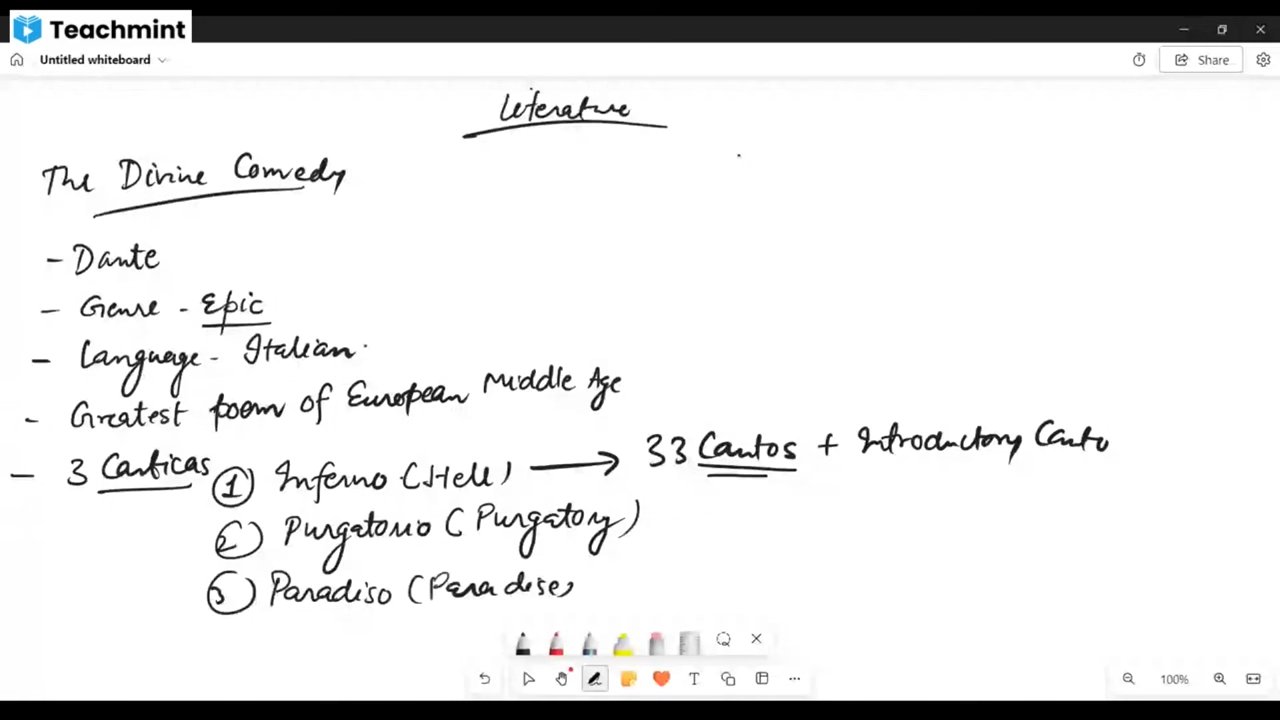 Teachmint
Untitled whiteboard
Share
Literature
The Divine Comedy
- Dante
- Genre - Epic
- Language - Italian
- Greatest poem of European Middle Age
- 3 Canticas ① Inferno (Hell) → 33 Cantos + Introductory Canto
② Purgatorio (Purgatory)
③ Paradiso (Paradise)
T
100%